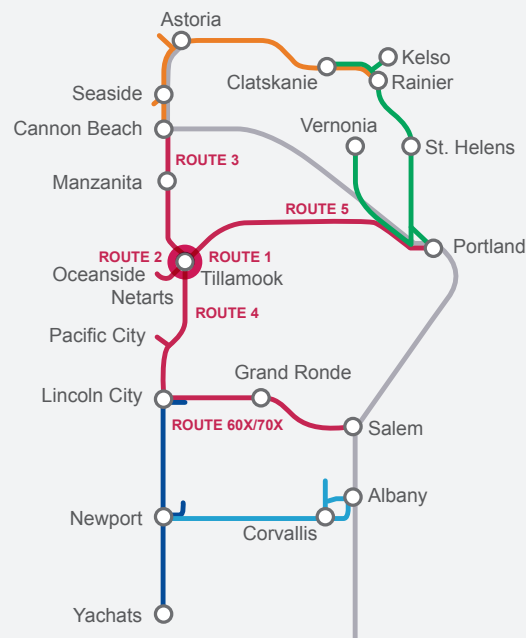 Astoria
Kelso
Clatskanie
Rainier
Seaside
Vernonia
Cannon Beach
St. Helens
ROUTE 3
Manzanita
ROUTE 5
Portland
ROUTE 2
ROUTE 1
Oceanside
Tillamook
Netarts
ROUTE 4
Pacific City
Grand Ronde
Lincoln City
ROUTE 60X/70X
Salem
Albany
Newport
Corvallis
Yachats